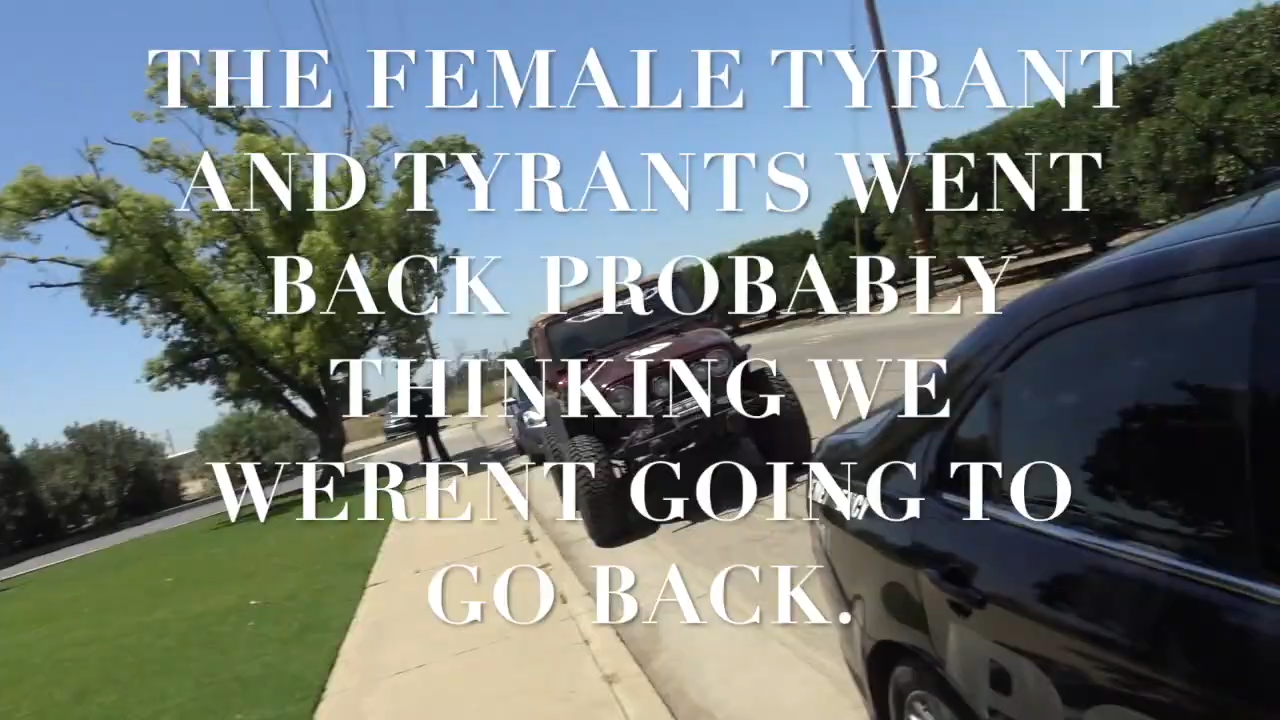 THE FEMALE TYRANT
AND TYRANTS WENT
BACK PROBABLY
THINKING WE
WERENT GOING TO
GO BACK.